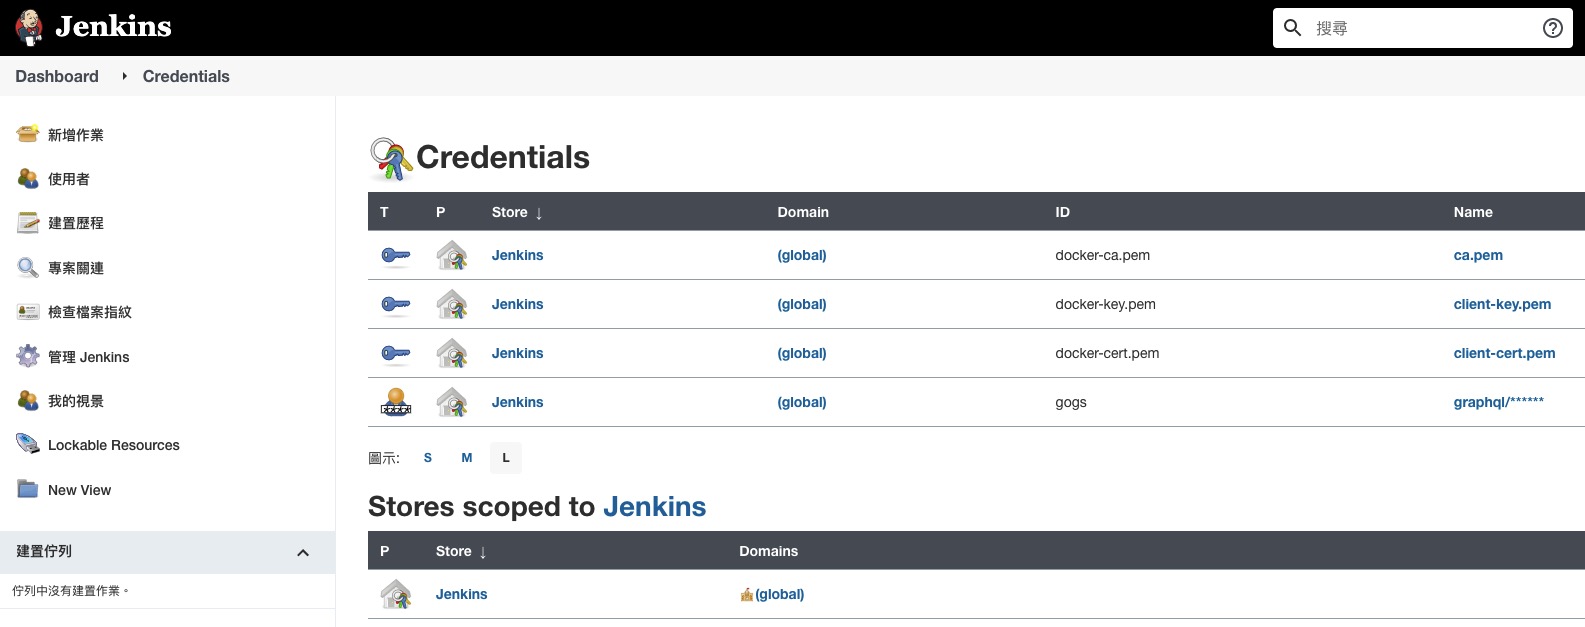 Jenkins
搜尋
Dashboard Credentials
新增作業
使用者
建置歷程
專案關連
檢查檔案指紋
管理 Jenkins
我的視景
Lockable Resources
New View
建置佇列
佇列中沒有建置作業。
Credentials
T P Store ↓ Domain ID Name
Jenkins (global) docker-ca.pem ca.pem
Jenkins (global) docker-key.pem client-key.pem
Jenkins (global) docker-cert.pem client-cert.pem
Jenkins (global) gogs graphql/******
圖示: S M L
Stores scoped to Jenkins
P Store ↓ Domains
Jenkins (global)